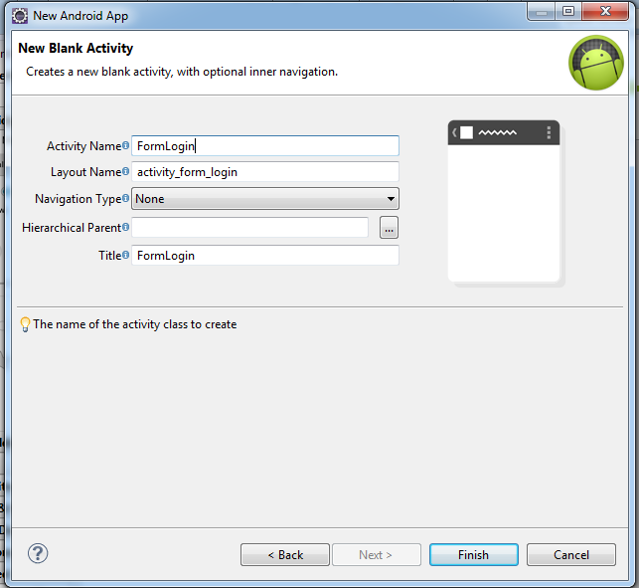 New Android App
New Blank Activity
Creates a new blank activity, with optional inner navigation.
Activity Name FormLogin
Layout Name activity_form_login
Navigation Type None
Hierarchical Parent ...
Title FormLogin
The name of the activity class to create
? < Back Next > Finish Cancel